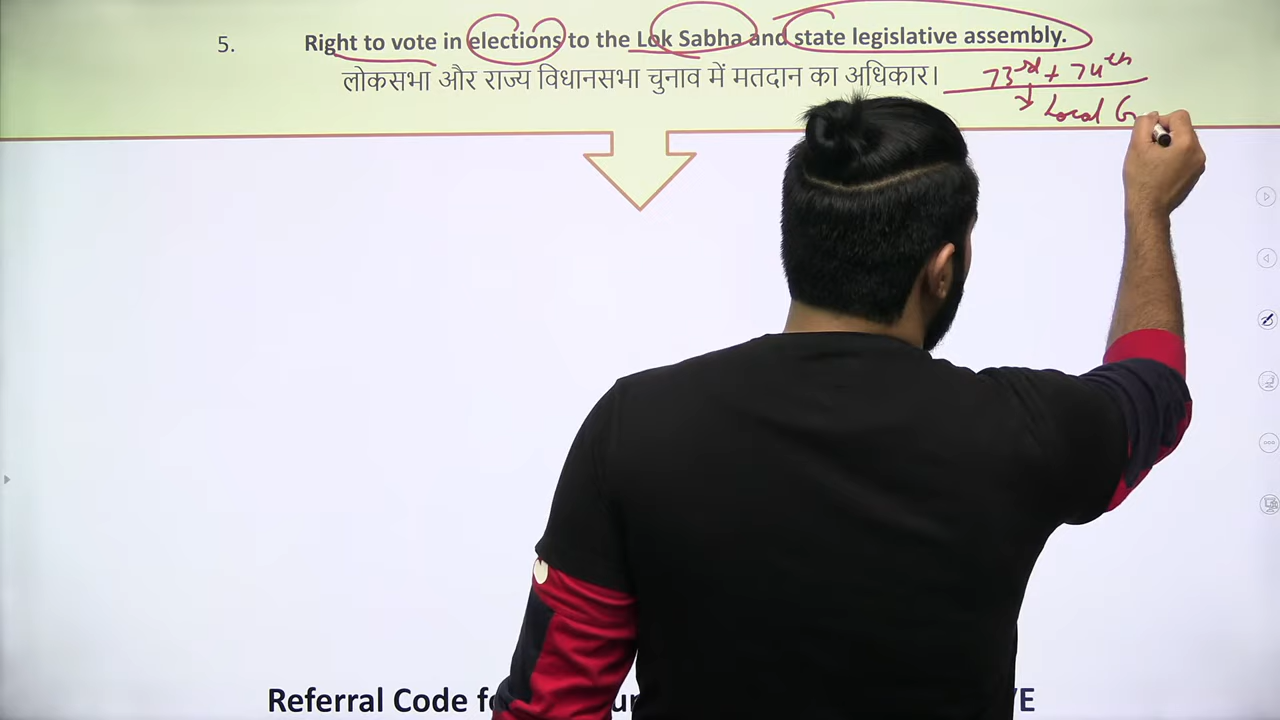 5. Right to vote in elections to the Lok Sabha and state legislative assembly.
लोकसभा और राज्य विधानसभा चुनाव में मतदान का अधिकार।
73rd + 74th
Local G
Referral Code